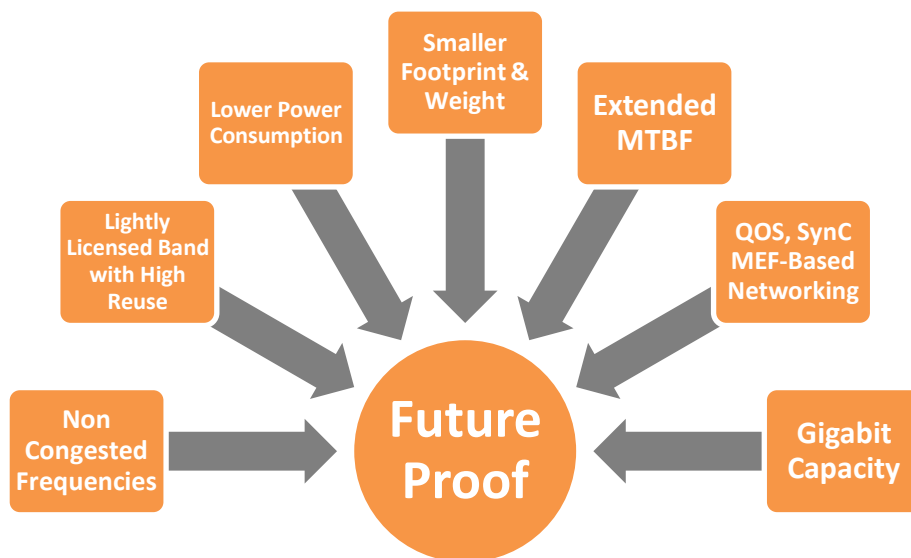 Non
Congested
Frequencies
Lightly
Licensed Band
with High
Reuse
Lower Power
Consumption
Smaller
Footprint &
Weight
Extended
MTBF
QOS, SynC
MEF-Based
Networking
Gigabit
Capacity
Future
Proof